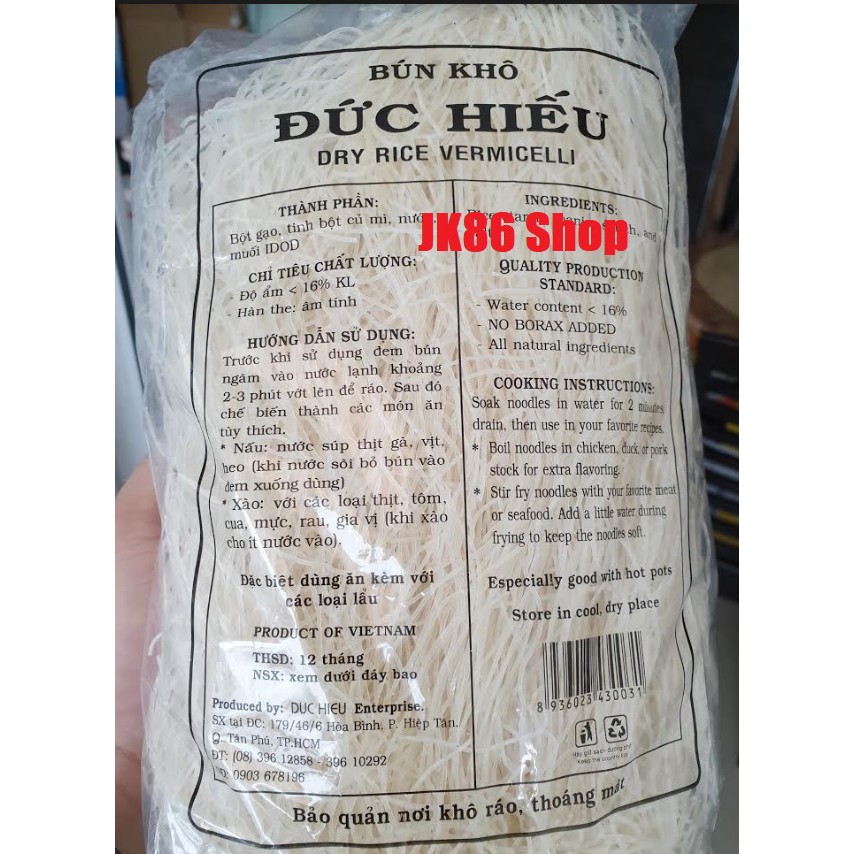 BÚN KHÔ
ĐỨC HIẾU
DRY RICE VERMICELLI
THÀNH PHẦN:
Bột gạo, tinh bột củ mì, nước,
muối IDOD
CHỈ TIÊU CHẤT LƯỢNG:
- Độ ẩm < 16% KL
- Hàn the: âm tính
HƯỚNG DẪN SỬ DỤNG:
Trước khi sử dụng đem bún
ngâm vào nước lạnh, khoảng
2-3 phút vớt lên để ráo. Sau đó
chế biến thành các món ăn
tùy thích.
* Nấu: nước súp thịt gà, vịt,
heo (khi nước sôi bỏ bún vào
đem xuống dùng)
* Xào: với các loại thịt, tôm,
cua, mực, rau, gia vị (khi xào
cho ít nước vào).
Đặc biệt dùng ăn kèm với
các loại lẩu
PRODUCT OF VIETNAM
THSD: 12 tháng
NSX: xem dưới đáy bao
Produced by: DUC HIEU Enterprise.
SX tại ĐC: 179/46/6 Hòa Bình, P. Hiệp Tân,
Q. Tân Phú, TP.HCM
ĐT: (08) 396 12858 - 396 10292
0903 678196
INGREDIENTS:
and
JK86 Shop
QUALITY PRODUCTION
STANDARD:
- Water content < 16%
- NO BORAX ADDED
- All natural ingredients
COOKING INSTRUCTIONS:
Soak noodles in water for 2 minutes,
drain, then use in your favorite recipes.
* Boil noodles in chicken, duck, or pork
stock for extra flavoring.
* Stir fry noodles with your favorite meat
or seafood. Add a little water during
frying to keep the noodles soft.
Especially good with hot pots
Store in cool, dry place
8 936023 430031
Hãy giữ sạch đường phố
Keep the country tidy
Bảo quản nơi khô ráo, thoáng mát